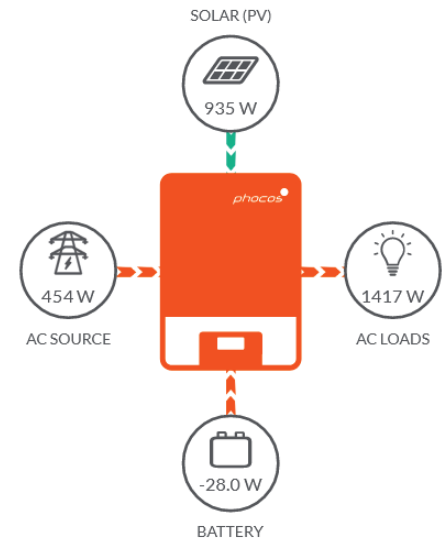 SOLAR (PV)
935 W
phocos
454 W
1417 W
AC SOURCE
AC LOADS
-28.0 W
BATTERY